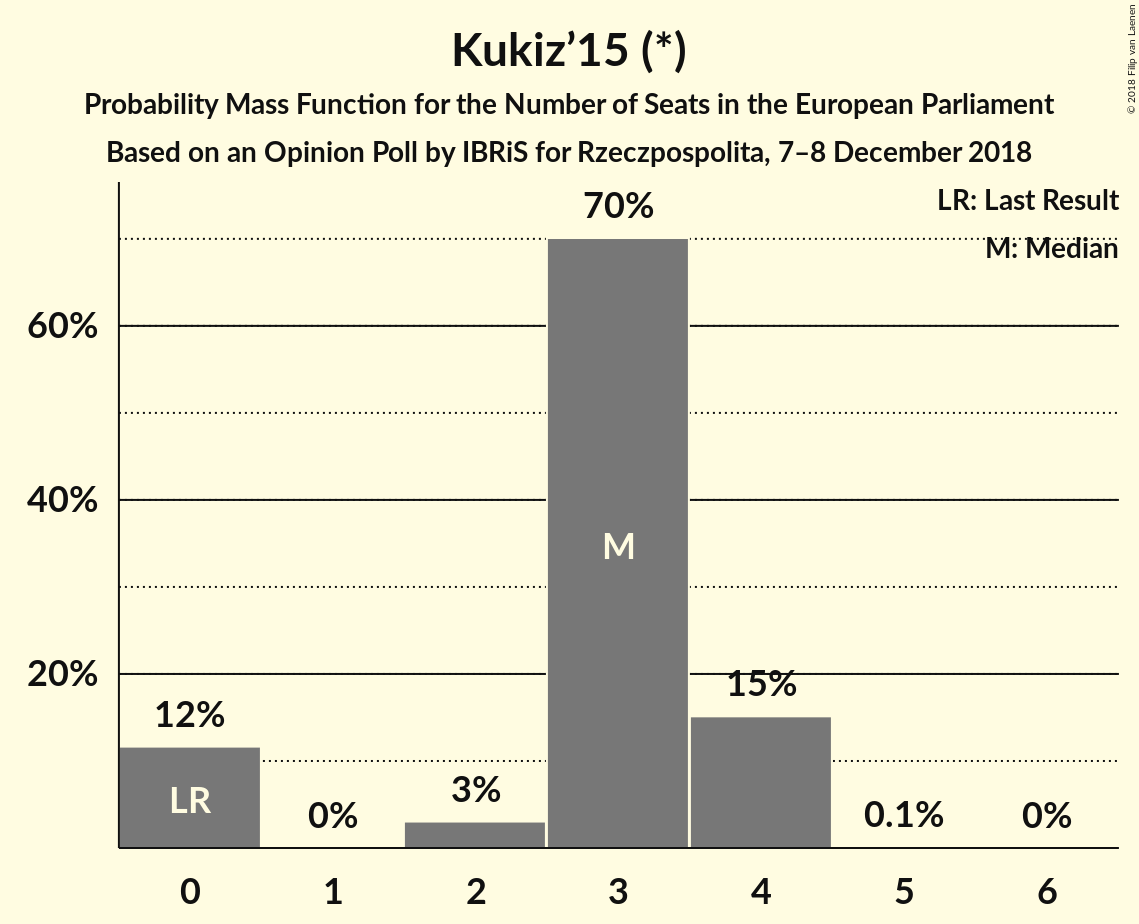 Kukiz’15 (*)
Probability Mass Function for the Number of Seats in the European Parliament
Based on an Opinion Poll by IBRiS for Rzeczpospolita, 7–8 December 2018
© 2018 Filip van Laenen
LR: Last Result
M: Median
60%
40%
20%
12%
0%
3%
70%
15%
0.1%
0%
LR
M
0
1
2
3
4
5
6